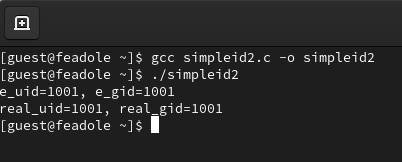 [guest@feadole ~]$ gcc simpleid2.c -o simpleid2
[guest@feadole ~]$ ./simpleid2
e_uid=1001, e_gid=1001
real_uid=1001, real_gid=1001
[guest@feadole ~]$